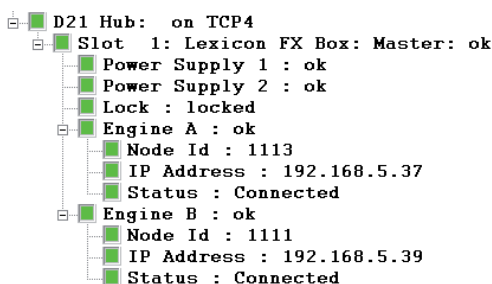 D21 Hub:  on TCP4
Slot  1: Lexicon FX Box: Master: ok
Power Supply 1 : ok
Power Supply 2 : ok
Lock : locked
Engine A : ok
Node Id : 1113
IP Address : 192.168.5.37
Status : Connected
Engine B : ok
Node Id : 1111
IP Address : 192.168.5.39
Status : Connected